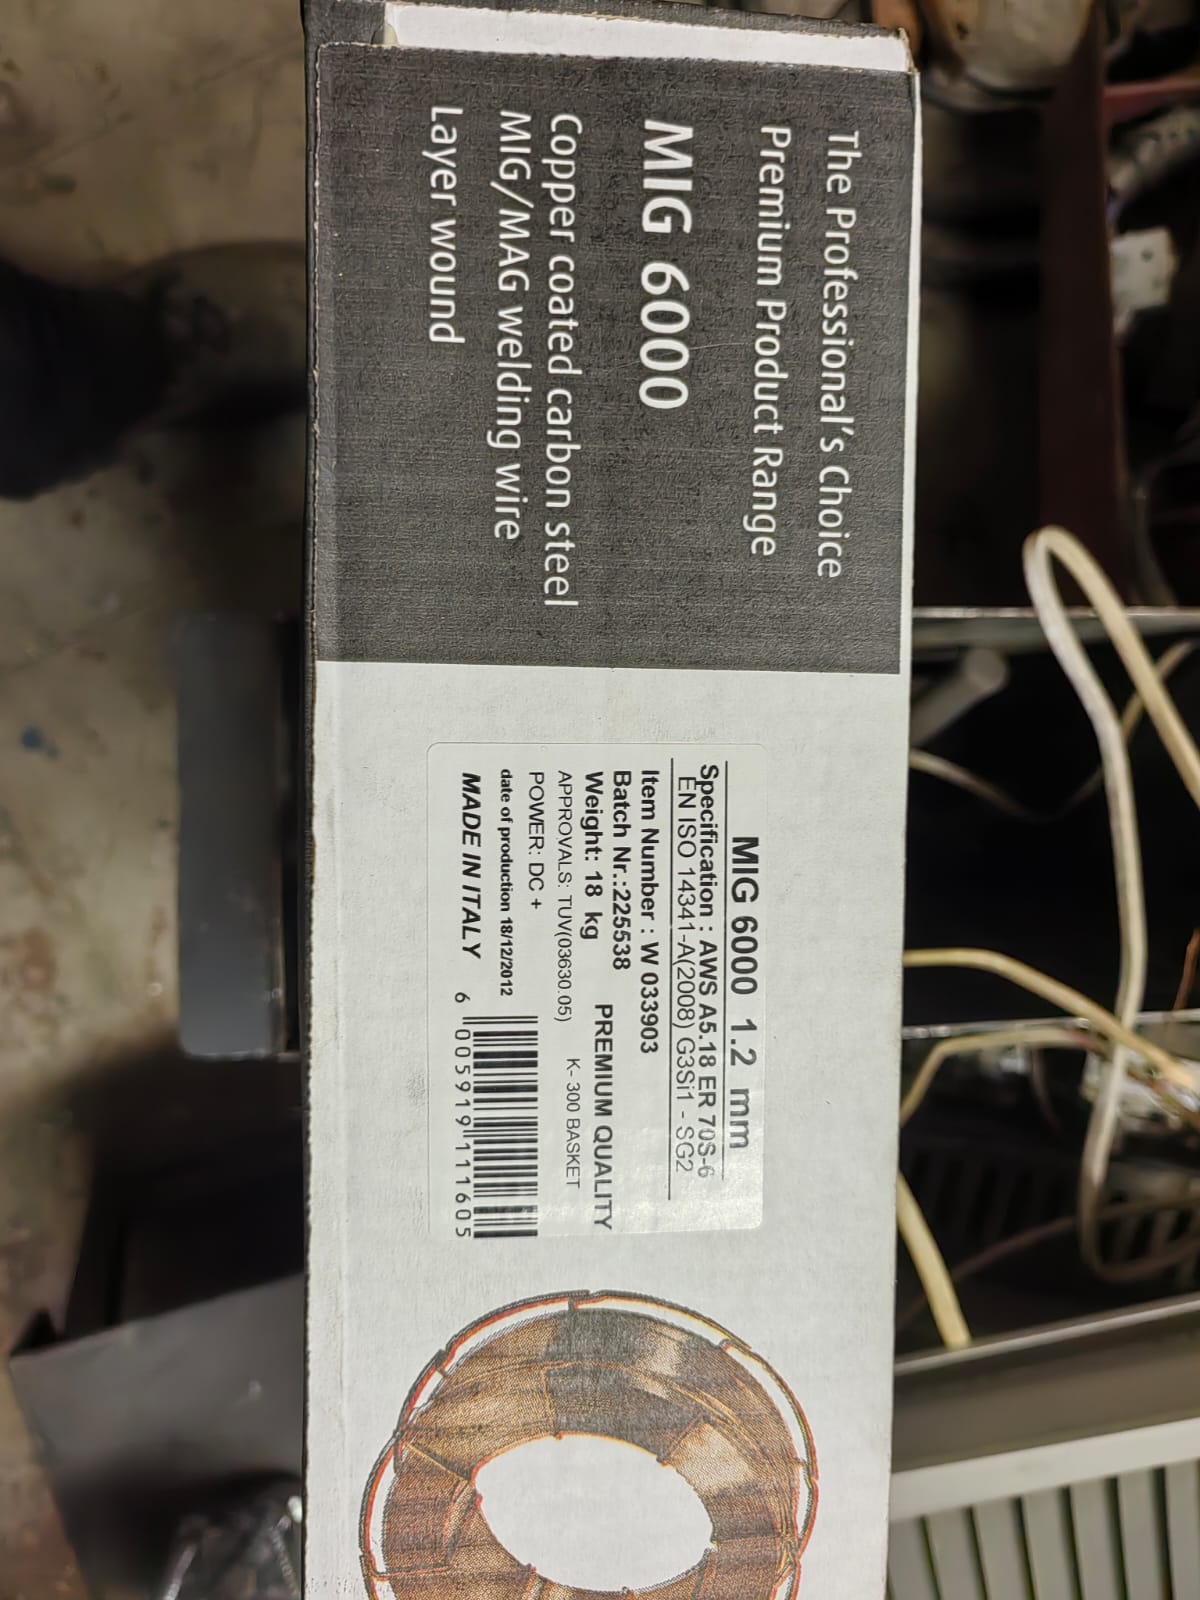 The Professional's Choice
Premium Product Range
MIG 6000
Copper coated carbon steel
MIG/MAG welding wire
Layer wound
MIG 6000 1.2 mm
Specification : AWS A5.18 ER 70S-6
EN ISO 14341-A(2008) G3Si1 - SG2
Item Number : W 033903
Batch Nr.:225538
Weight: 18 kg PREMIUM QUALITY
APPROVALS: TUV(03630.05) K- 300 BASKET
POWER: DC +
date of production 18/12/2012
MADE IN ITALY
6 005919 111605